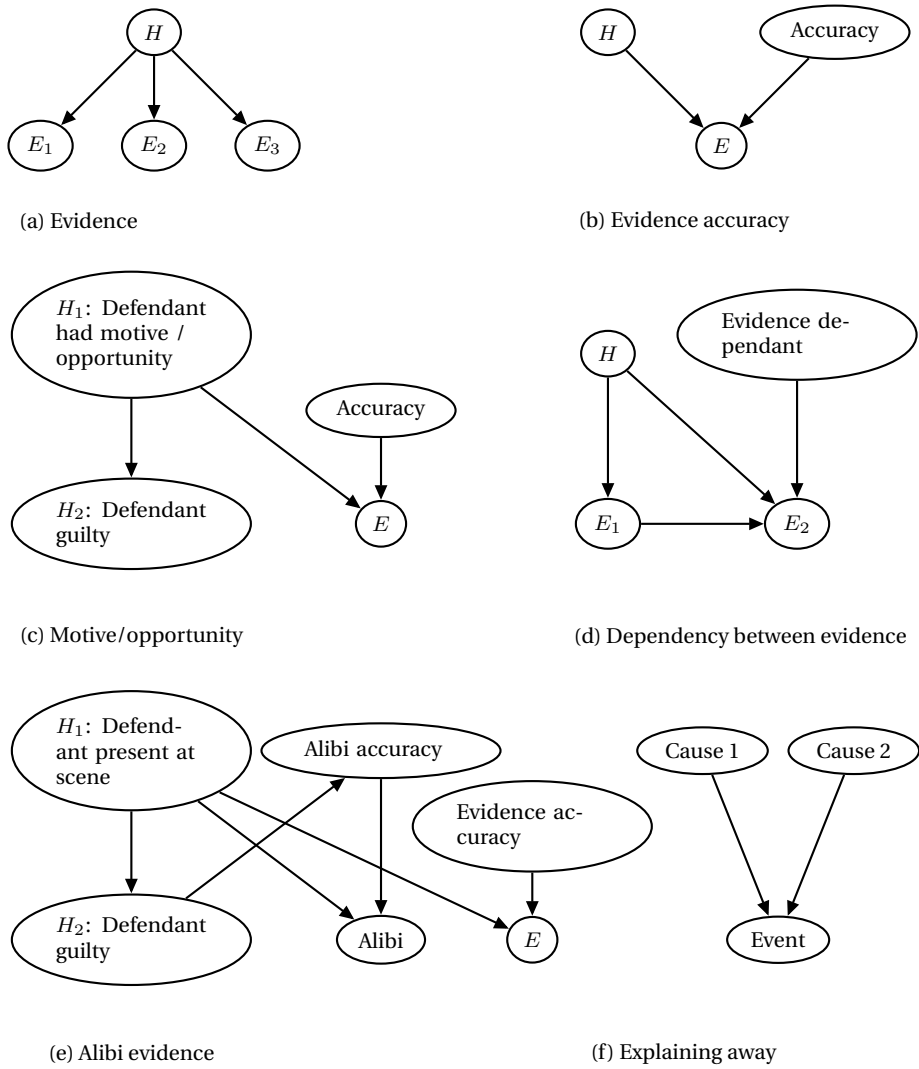 H
E1
E2
E3
(a) Evidence
H
Accuracy
E
(b) Evidence accuracy
H1: Defendant
had motive /
opportunity
Accuracy
H2: Defendant
guilty
E
(c) Motive/opportunity
Evidence de-
pendant
H
E1
E2
(d) Dependency between evidence
H1: Defend-
ant present at
scene
Alibi accuracy
Evidence ac-
curacy
H2: Defendant
guilty
Alibi
E
(e) Alibi evidence
Cause 1
Cause 2
Event
(f) Explaining away